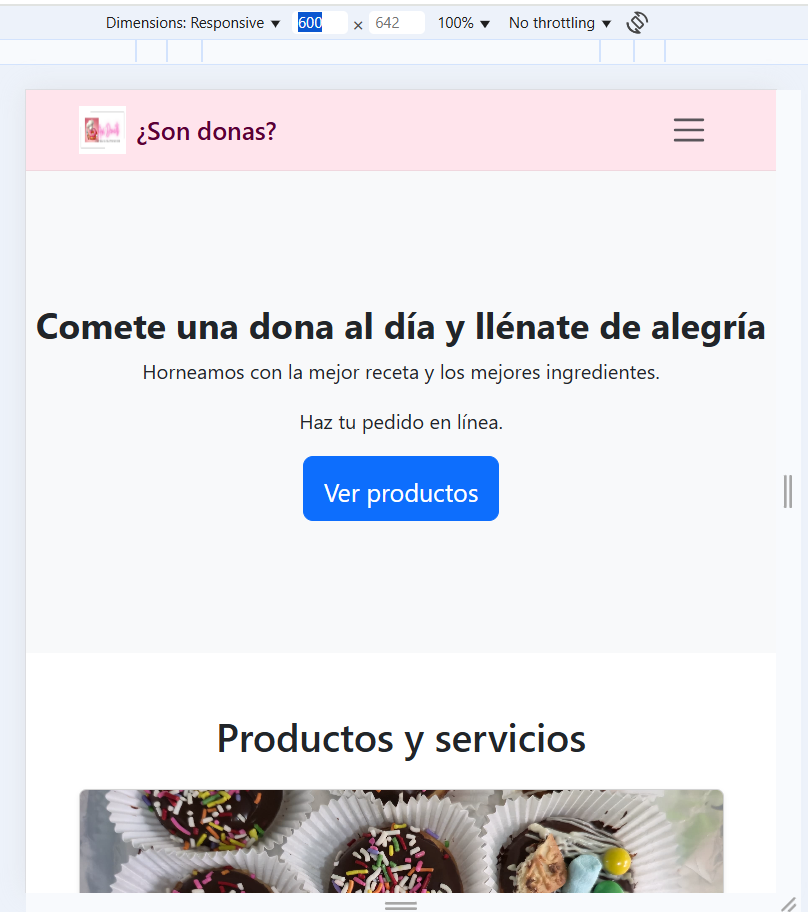 Dimensions: Responsive ▼ 600 × 642 100% ▼ No throttling ▼
¿Son donas?
Comete una dona al día y llénate de alegría
Horneamos con la mejor receta y los mejores ingredientes.
Haz tu pedido en línea.
Ver productos
Productos y servicios